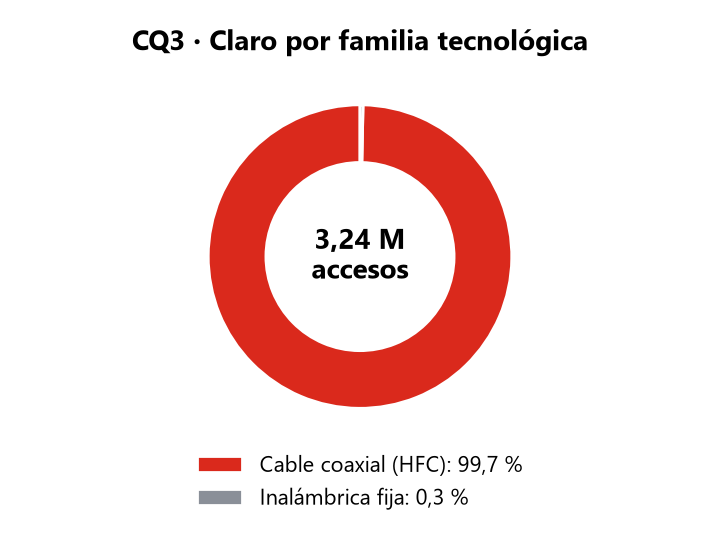 CQ3 · Claro por familia tecnológica
3,24 M
accesos
Cable coaxial (HFC): 99,7 %
Inalámbrica fija: 0,3 %